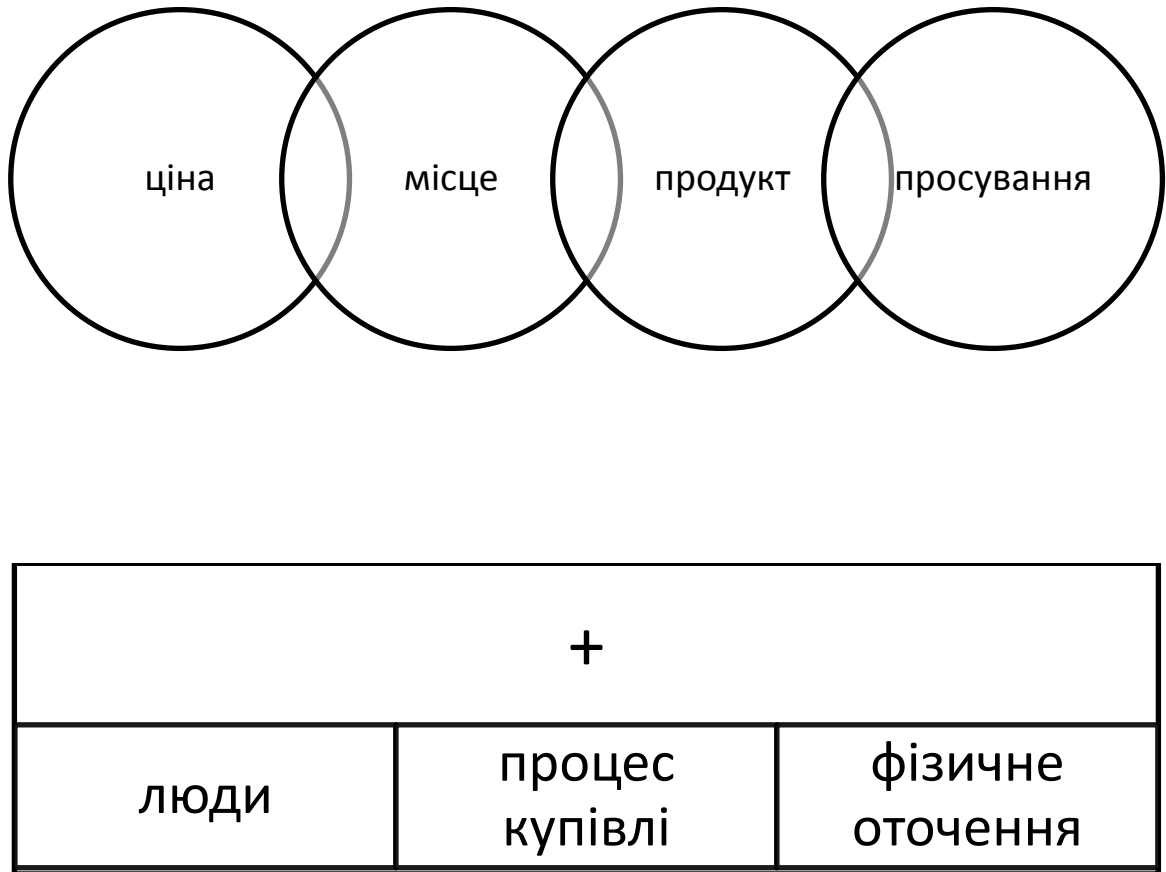 ціна місце продукт просування
+
люди
процес
купівлі
фізичне
оточення